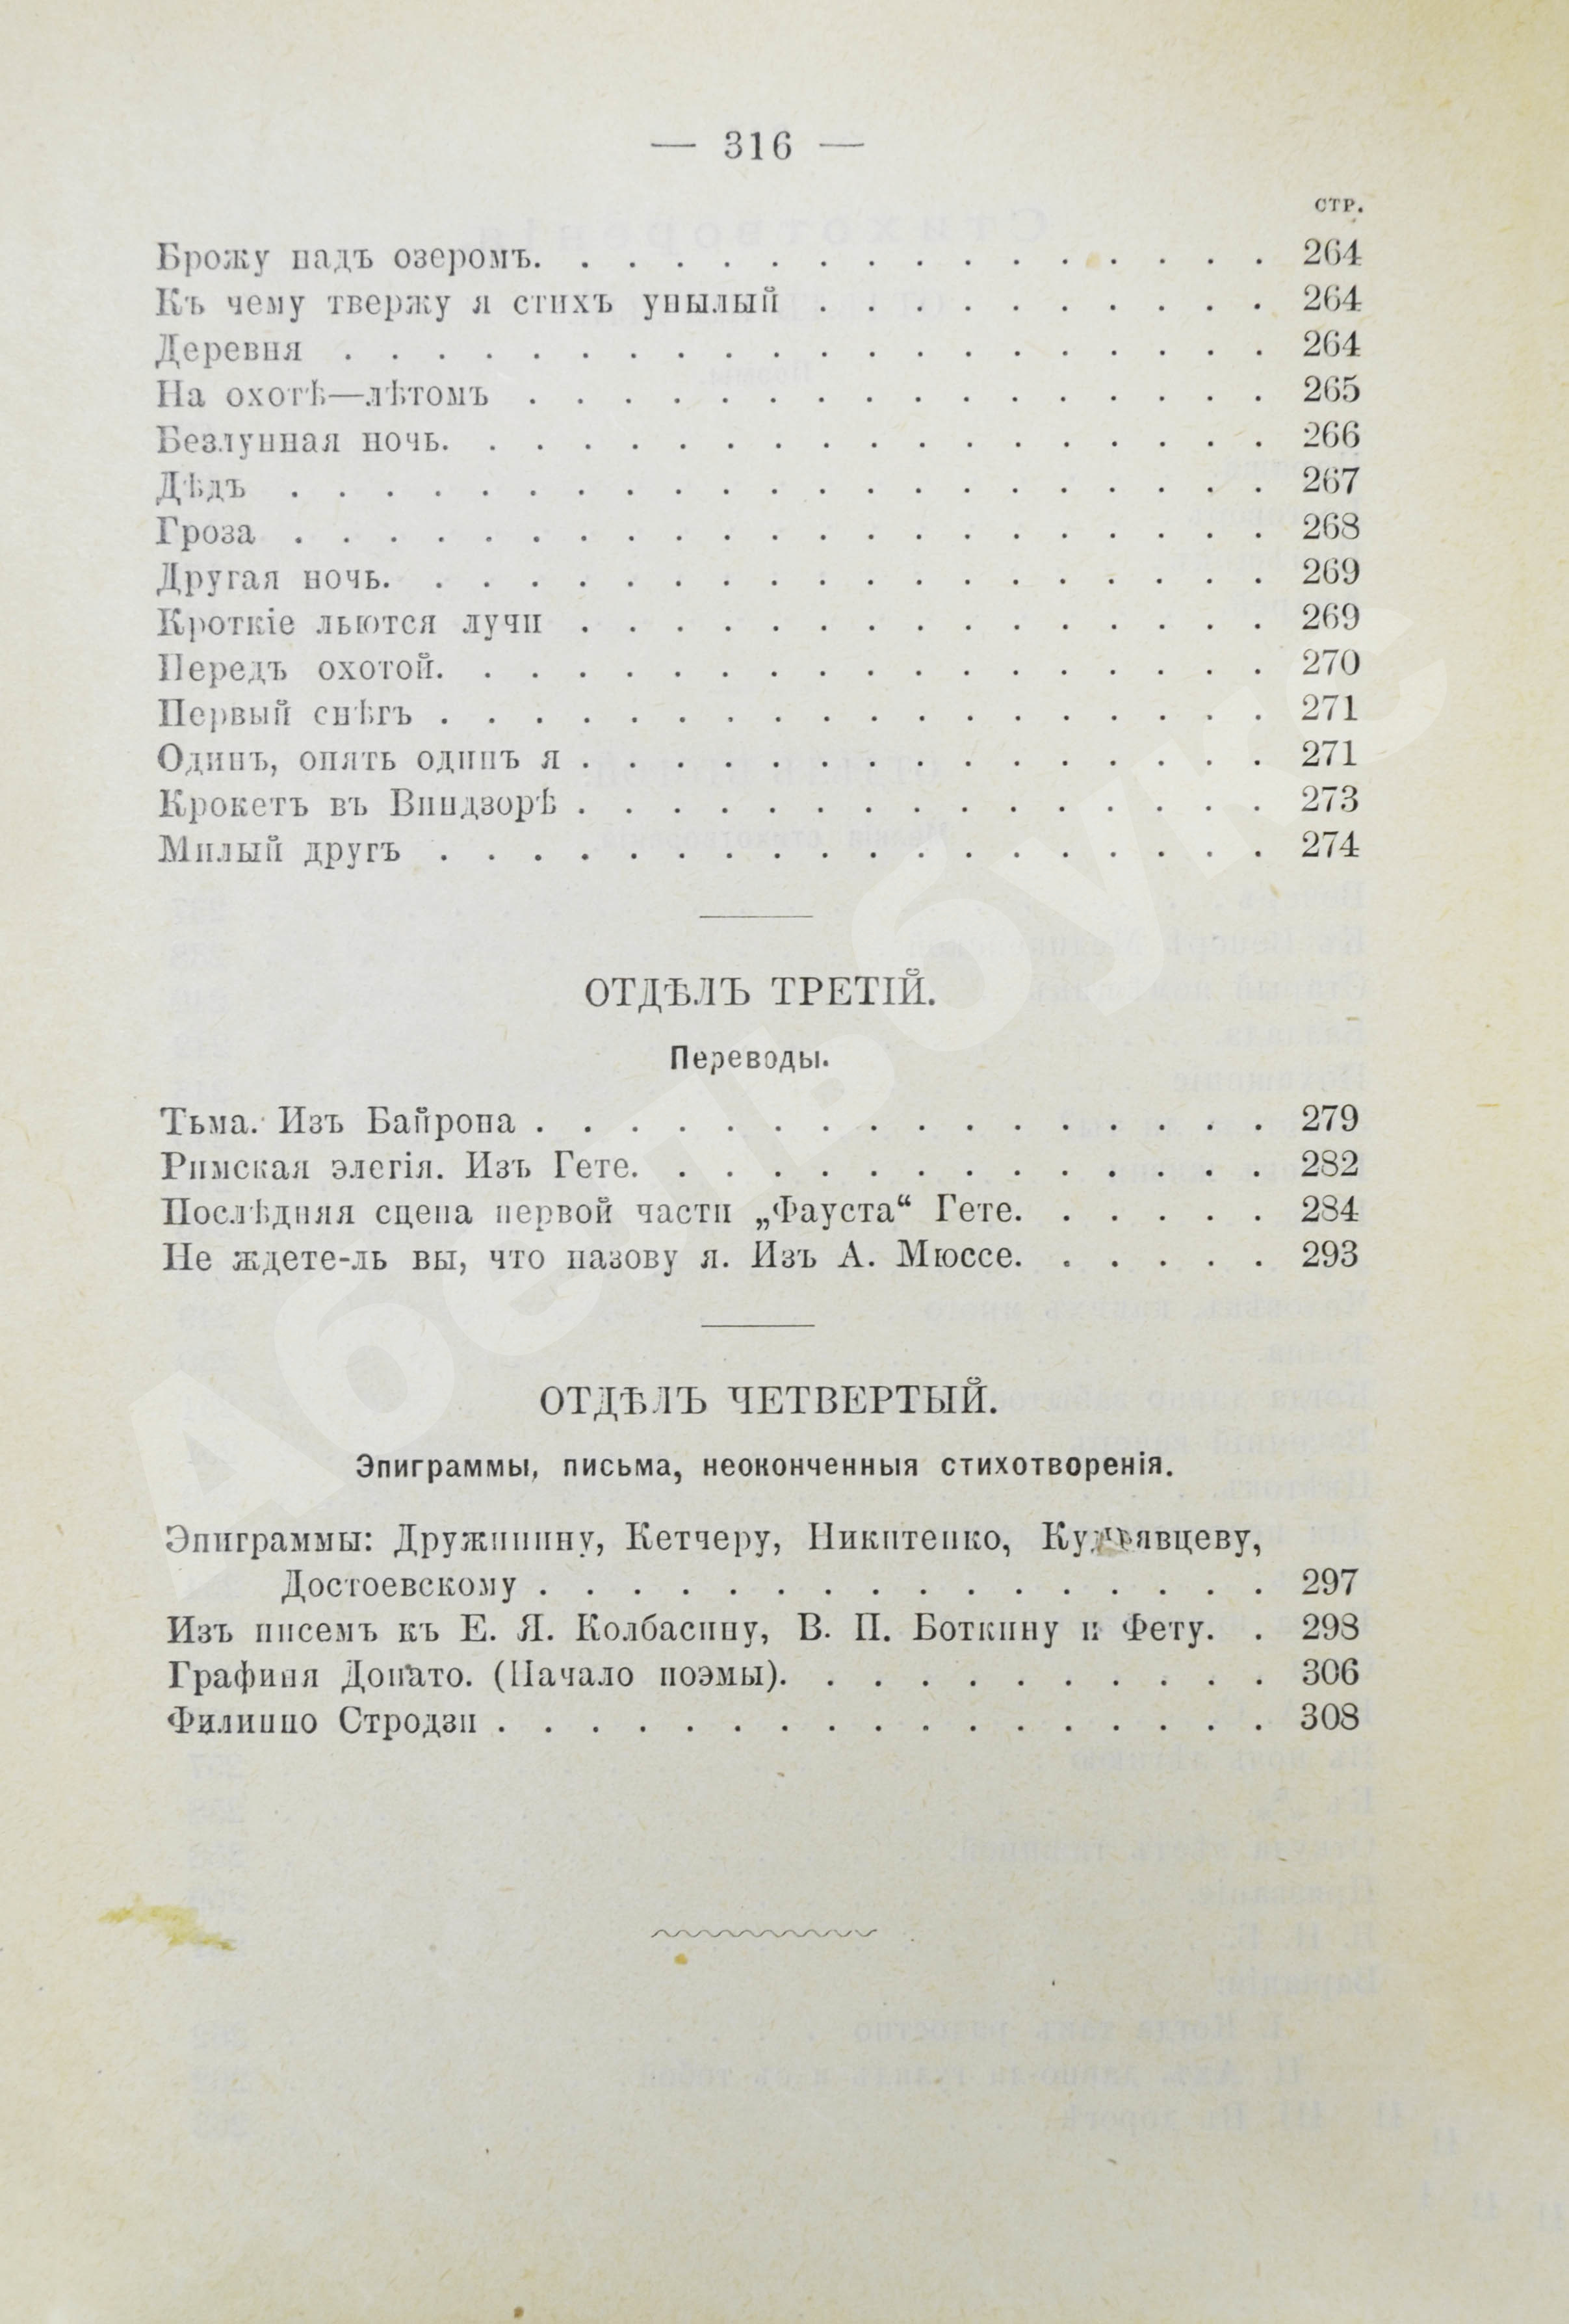 — 316 —
СТР.
Брожу надъ озеромъ. . . . . . . . . . . . . . . . 264
Къ чему твержу я стихъ унылый . . . . . . . . . . 264
Деревня . . . . . . . . . . . . . . . . . . . . 264
На охотѣ—лѣтомъ . . . . . . . . . . . . . . . . 265
Безлунная ночь. . . . . . . . . . . . . . . . . . 266
Дѣдъ . . . . . . . . . . . . . . . . . . . . . 267
Гроза . . . . . . . . . . . . . . . . . . . . . 268
Другая ночь. . . . . . . . . . . . . . . . . . . 269
Кроткіе льются лучи . . . . . . . . . . . . . . . 269
Передъ охотой. . . . . . . . . . . . . . . . . . 270
Первый снѣгъ . . . . . . . . . . . . . . . . . . 271
Одинъ, опять одинъ я . . . . . . . . . . . . . . . 271
Крокетъ въ Виндзорѣ . . . . . . . . . . . . . . . 273
Милый другъ . . . . . . . . . . . . . . . . . . 274
ОТДѢЛЪ ТРЕТІЙ.
Переводы.
Тьма. Изъ Байрона . . . . . . . . . . . . . . . . 279
Римская элегія. Изъ Гете. . . . . . . . . . . . . . 282
Послѣдняя сцена первой части „Фауста“ Гете. . . . . . 284
Не ждете-ль вы, что назову я. Изъ А. Мюссе. . . . . . 293
ОТДѢЛЪ ЧЕТВЕРТЫЙ.
Эпиграммы, письма, неоконченныя стихотворенія.
Эпиграммы: Дружинину, Кетчеру, Никитенко, Кудрявцеву,
Достоевскому . . . . . . . . . . . . . . . . 297
Изъ писемъ къ Е. Я. Колбасину, В. П. Боткину и Фету. . 298
Графиня Донато. (Начало поэмы). . . . . . . . . . . 306
Филиппо Стродзи . . . . . . . . . . . . . . . . . 308